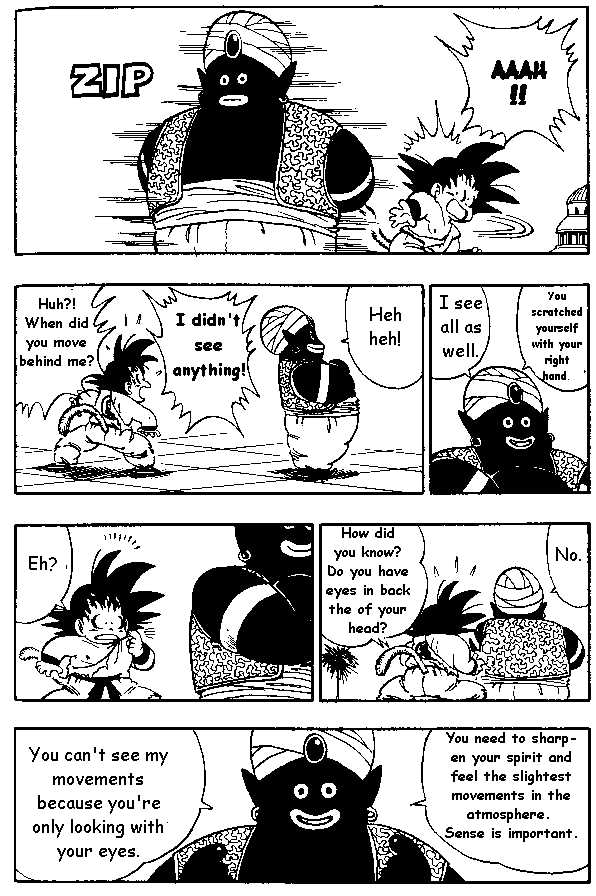 ZIP
AAAH
!!
Huh?!
When did
you move
behind me?
I didn't
see
anything!
Heh
heh!
I see
all as
well.
You
scratched
yourself
with your
right
hand.
Eh?
How did
you know?
Do you have
eyes in back
the of your
head?
No.
You can't see my
movements
because you're
only looking with
your eyes.
You need to sharp-
en your spirit and
feel the slightest
movements in the
atmosphere.
Sense is important.